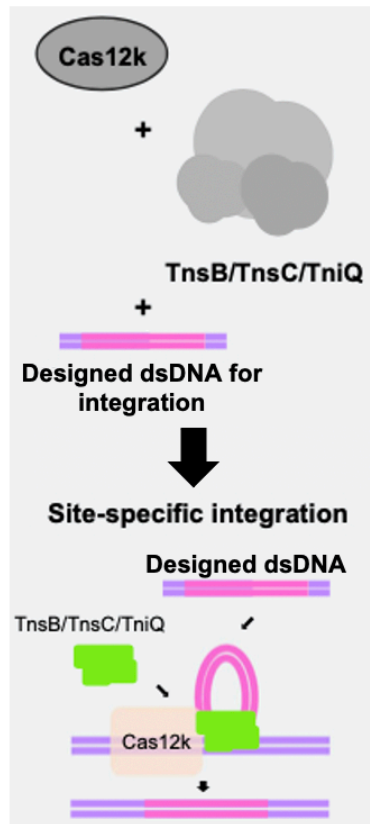 Cas12k
+
TnsB/TnsC/TniQ
+
Designed dsDNA for
integration
Site-specific integration
Designed dsDNA
TnsB/TnsC/TniQ
Cas12k